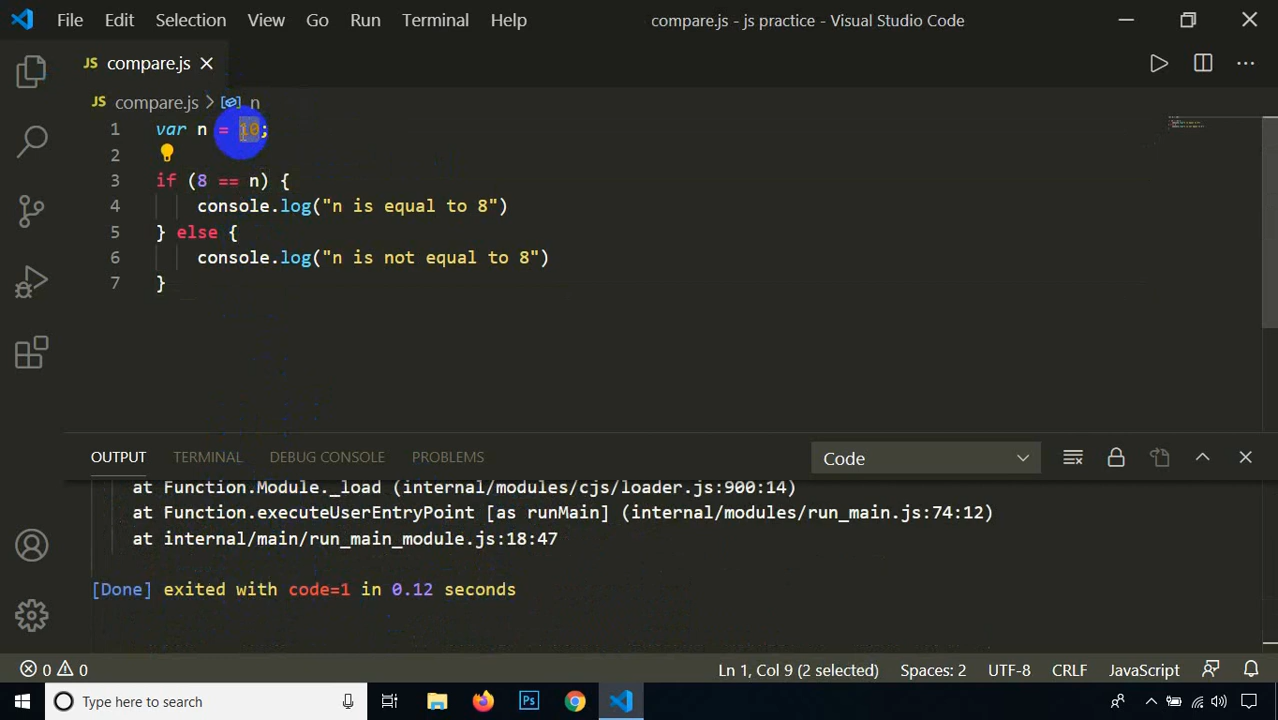 File Edit Selection View Go Run Terminal Help compare.js - js practice - Visual Studio Code
JS compare.js
JS compare.js > n
1 var n = 10;
2
3 if (8 == n) {
4 console.log("n is equal to 8")
5 } else {
6 console.log("n is not equal to 8")
7 }
OUTPUT TERMINAL DEBUG CONSOLE PROBLEMS Code
at Function.Module._load (internal/modules/cjs/loader.js:900:14)
at Function.executeUserEntryPoint [as runMain] (internal/modules/run_main.js:74:12)
at internal/main/run_main_module.js:18:47
[Done] exited with code=1 in 0.12 seconds
0 0 Ln 1, Col 9 (2 selected) Spaces: 2 UTF-8 CRLF JavaScript
Type here to search Ps